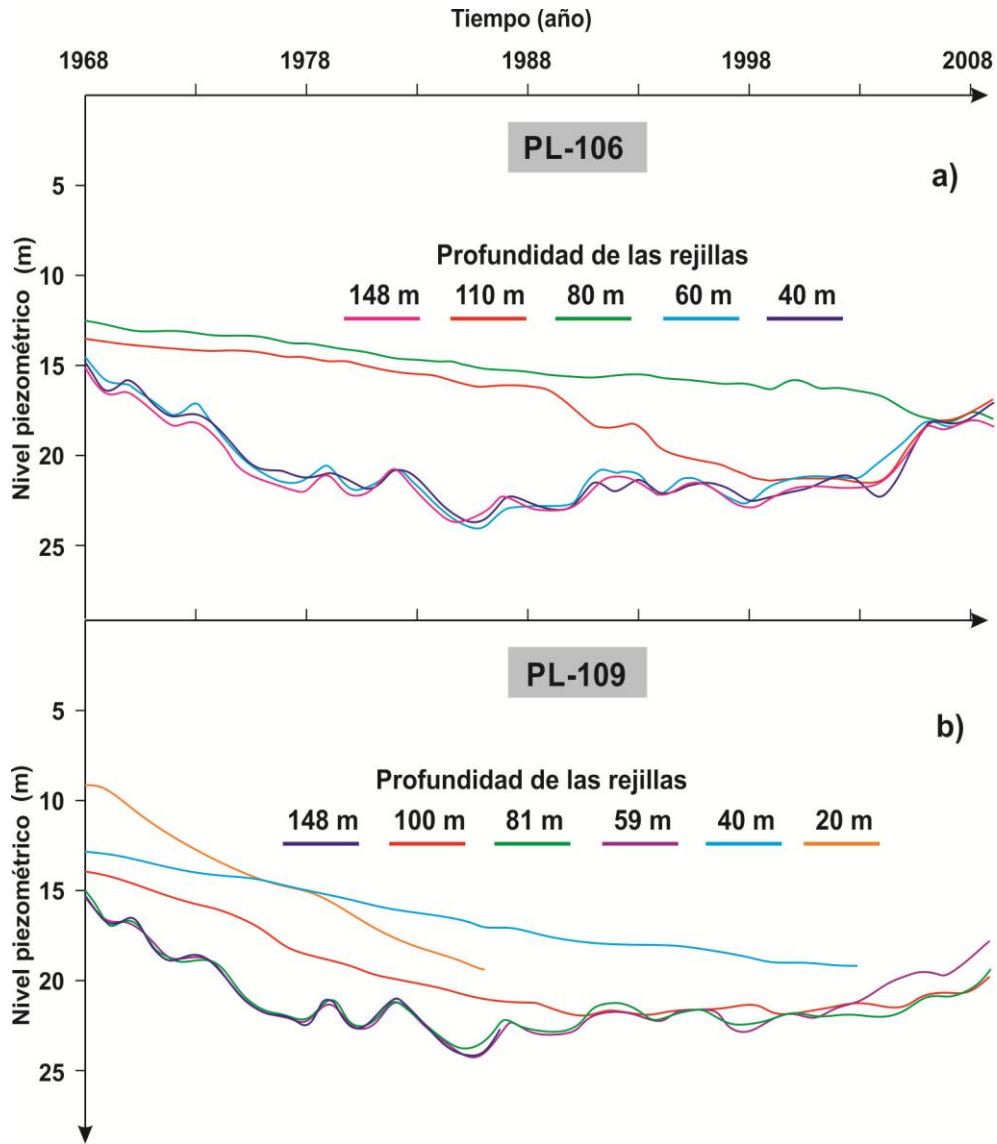 Tiempo (año)
1968 1978 1988 1998 2008
PL-106
a)
5
10
15
20
25
Nivel piezométrico (m)
Profundidad de las rejillas
148 m 110 m 80 m 60 m 40 m
PL-109
b)
5
10
15
20
25
Nivel piezométrico (m)
Profundidad de las rejillas
148 m 100 m 81 m 59 m 40 m 20 m